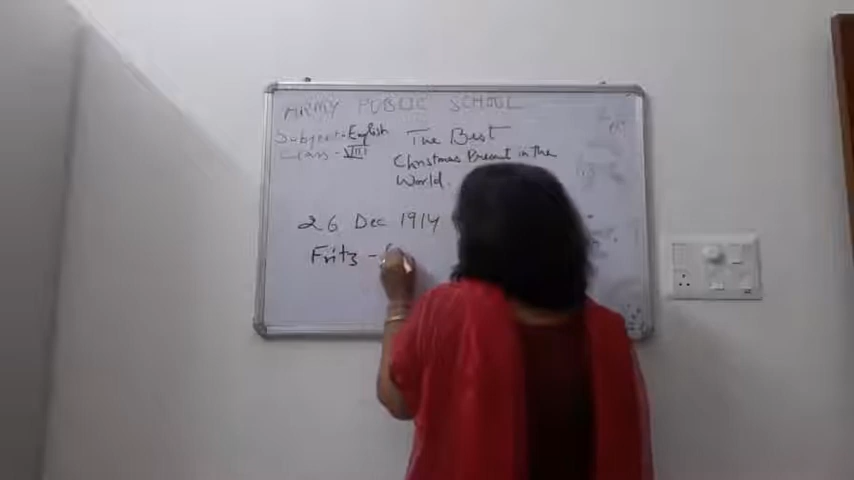 ARMY PUBLIC SCHOOL
Subject - English
Class - VIII
The Best
Christmas Present in the
World.
26 Dec 1914
Fritz -